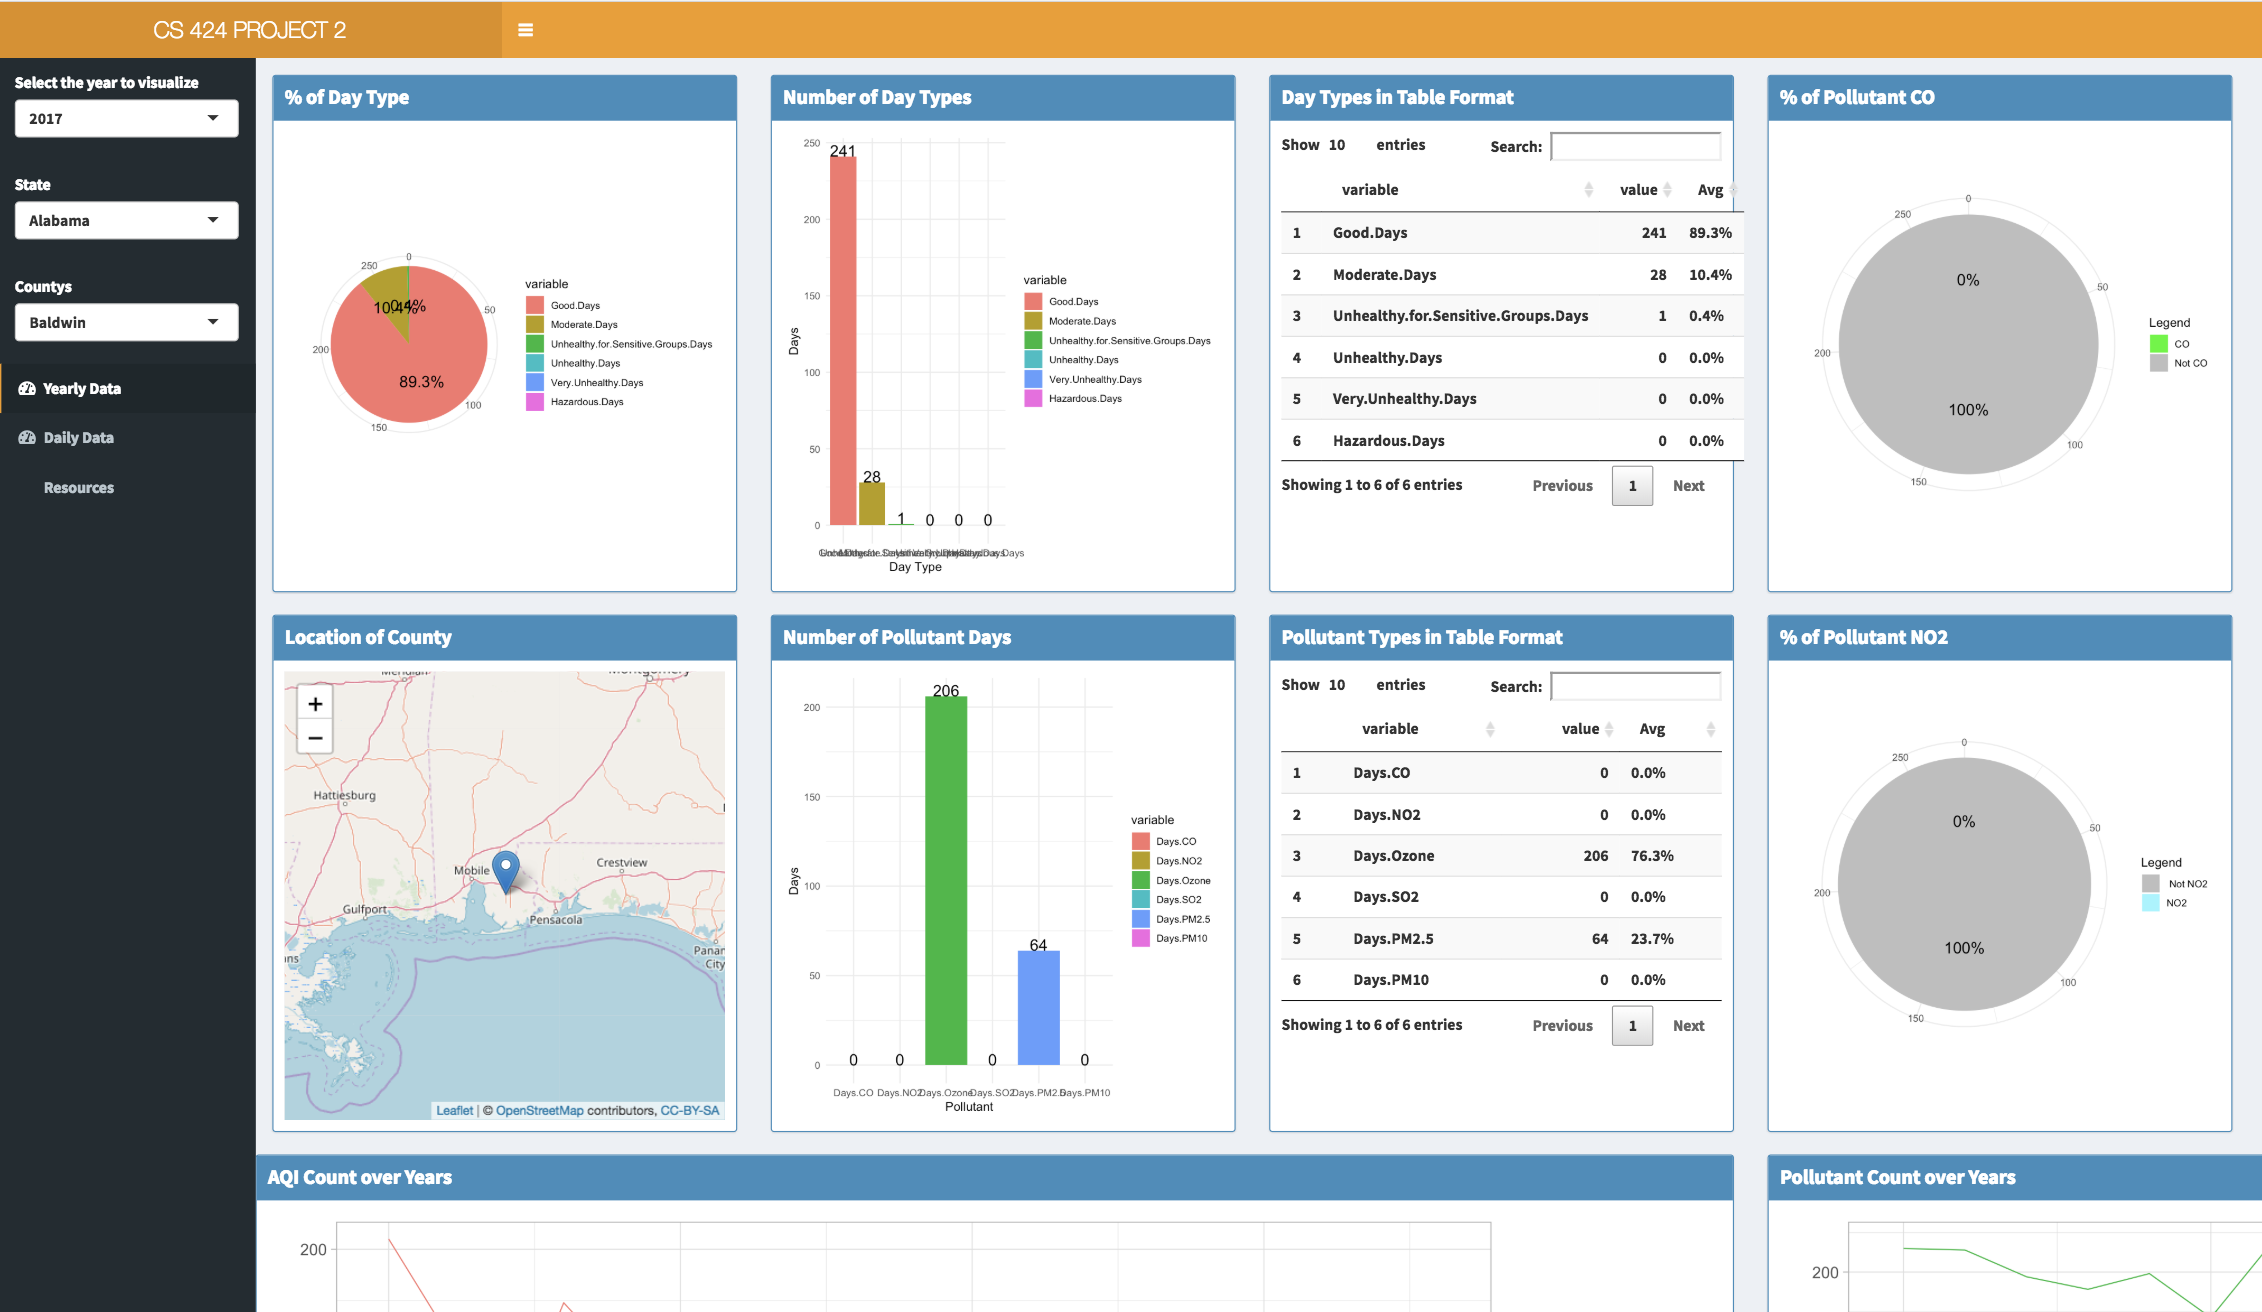 CS 424 PROJECT 2
Select the year to visualize
2017
State
Alabama
Countys
Baldwin
Yearly Data
Daily Data
Resources
% of Day Type
0
50
100
150
200
250
10.4%
0.4%
89.3%
variable
Good.Days
Moderate.Days
Unhealthy.for.Sensitive.Groups.Days
Unhealthy.Days
Very.Unhealthy.Days
Hazardous.Days
Number of Day Types
250
200
150
100
50
0
Days
241
28
1
0
0
0
Day Type
variable
Good.Days
Moderate.Days
Unhealthy.for.Sensitive.Groups.Days
Unhealthy.Days
Very.Unhealthy.Days
Hazardous.Days
Day Types in Table Format
Show 10 entries Search:
variable value Avg
1 Good.Days 241 89.3%
2 Moderate.Days 28 10.4%
3 Unhealthy.for.Sensitive.Groups.Days 1 0.4%
4 Unhealthy.Days 0 0.0%
5 Very.Unhealthy.Days 0 0.0%
6 Hazardous.Days 0 0.0%
Showing 1 to 6 of 6 entries Previous 1 Next
% of Pollutant CO
0
50
100
150
200
250
0%
100%
Legend
CO
Not CO
Location of County
+
−
Meridian
Montgomery
Hattiesburg
Mobile
Crestview
Gulfport
Pensacola
Panam
City
ans
Leaflet | © OpenStreetMap contributors, CC-BY-SA
Number of Pollutant Days
200
150
100
50
0
Days
0
0
206
0
64
0
Days.CO Days.NO2 Days.Ozone Days.SO2 Days.PM2.5 Days.PM10
Pollutant
variable
Days.CO
Days.NO2
Days.Ozone
Days.SO2
Days.PM2.5
Days.PM10
Pollutant Types in Table Format
Show 10 entries Search:
variable value Avg
1 Days.CO 0 0.0%
2 Days.NO2 0 0.0%
3 Days.Ozone 206 76.3%
4 Days.SO2 0 0.0%
5 Days.PM2.5 64 23.7%
6 Days.PM10 0 0.0%
Showing 1 to 6 of 6 entries Previous 1 Next
% of Pollutant NO2
0
50
100
150
200
250
0%
100%
Legend
Not NO2
NO2
AQI Count over Years
200
Pollutant Count over Years
200